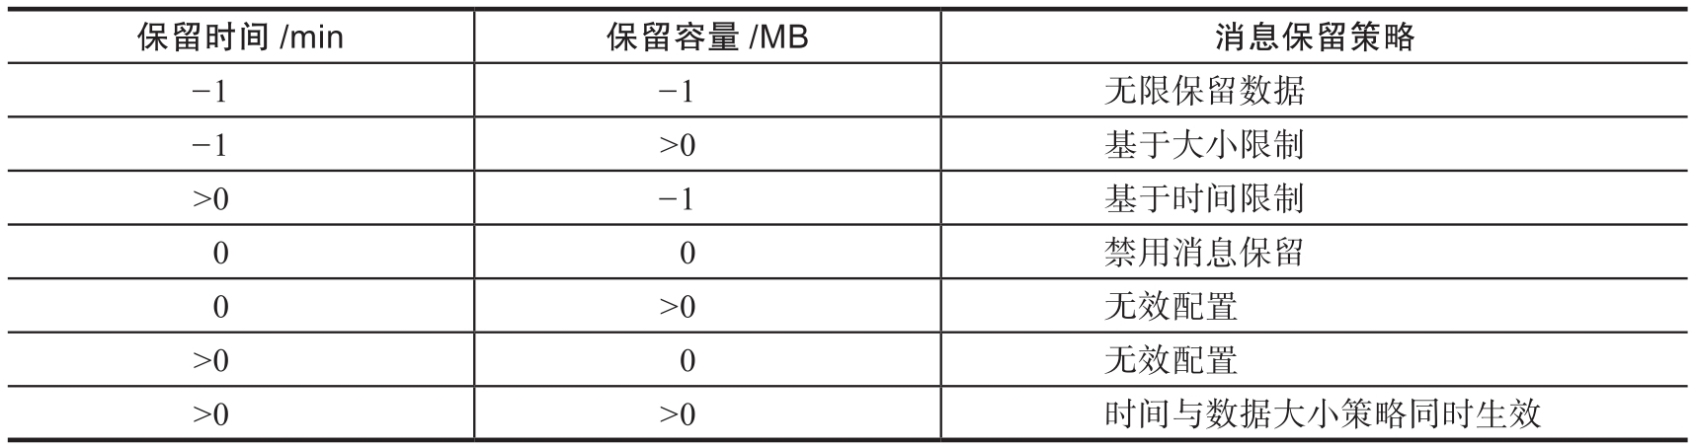 保留时间 /min 保留容量 /MB 消息保留策略
−1 −1 无限保留数据
−1 >0 基于大小限制
>0 −1 基于时间限制
0 0 禁用消息保留
0 >0 无效配置
>0 0 无效配置
>0 >0 时间与数据大小策略同时生效